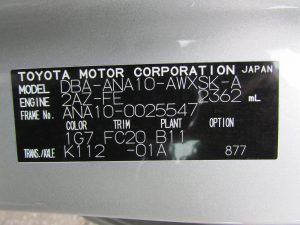 TOYOTA MOTOR CORPORATION JAPAN
MODEL DBA-ANA10-AWXSK-A
ENGINE 2AZ-FE 2362 mL
FRAME No. ANA10-0025547
COLOR TRIM PLANT OPTION
1G7 FC20 B11
TRANS./AXLE K112 -01A 877